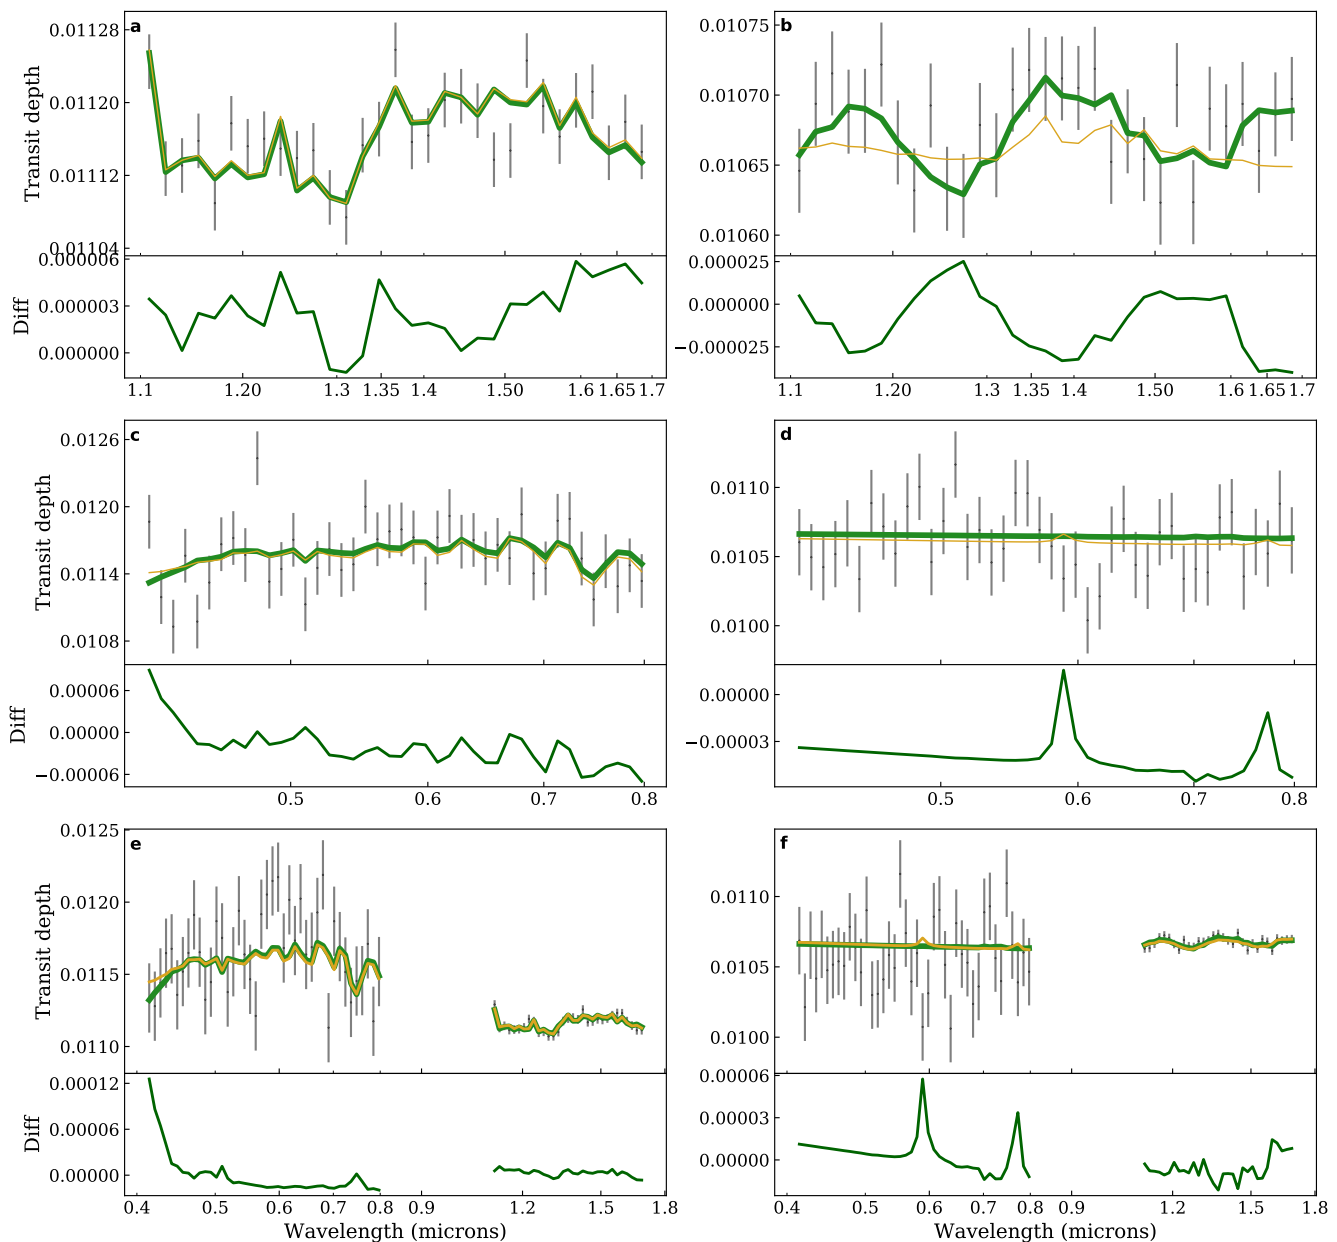 a
0.01128
0.01120
0.01112
0.01104
Transit depth
0.000006
0.000003
0.000000
Diff
1.1 1.20 1.3 1.35 1.4 1.50 1.6 1.65 1.7
b
0.01075
0.01070
0.01065
0.01060
0.000025
0.000000
−0.000025
1.1 1.20 1.3 1.35 1.4 1.50 1.6 1.65 1.7
c
0.0126
0.0120
0.0114
0.0108
Transit depth
0.00006
0.00000
−0.00006
Diff
0.5 0.6 0.7 0.8
d
0.0110
0.0105
0.0100
0.00000
−0.00003
0.5 0.6 0.7 0.8
e
0.0125
0.0120
0.0115
0.0110
Transit depth
0.00012
0.00006
0.00000
Diff
0.4 0.5 0.6 0.7 0.8 0.9 1.2 1.5 1.8
Wavelength (microns)
f
0.0110
0.0105
0.0100
0.00006
0.00003
0.00000
0.4 0.5 0.6 0.7 0.8 0.9 1.2 1.5 1.8
Wavelength (microns)